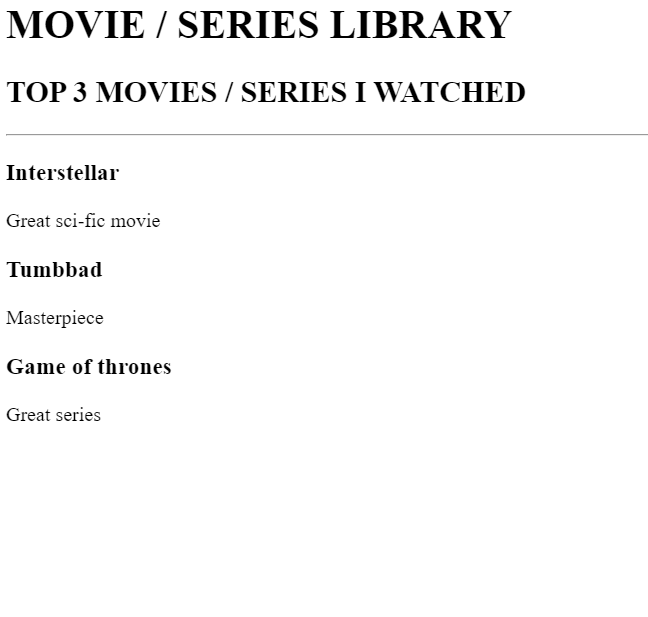 MOVIE / SERIES LIBRARY
TOP 3 MOVIES / SERIES I WATCHED
Interstellar
Great sci-fic movie
Tumbbad
Masterpiece
Game of thrones
Great series